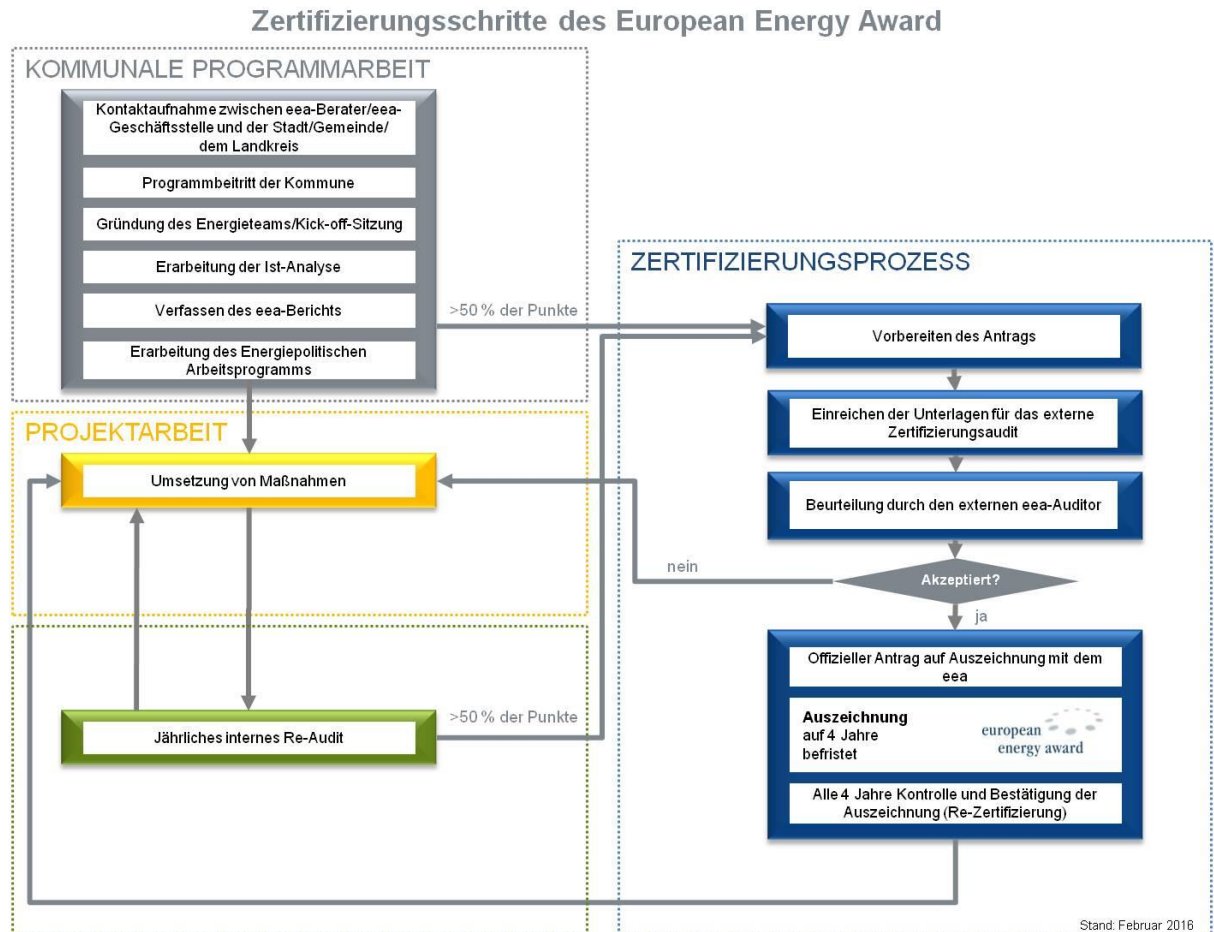 Zertifizierungsschritte des European Energy Award
KOMMUNALE PROGRAMMARBEIT
Kontaktaufnahme zwischen eea-Berater/eea-
Geschäftsstelle und der Stadt/Gemeinde/
dem Landkreis
Programmbeitritt der Kommune
Gründung des Energieteams/Kick-off-Sitzung
Erarbeitung der Ist-Analyse
Verfassen des eea-Berichts
Erarbeitung des Energiepolitischen
Arbeitsprogramms
>50 % der Punkte
PROJEKTARBEIT
Umsetzung von Maßnahmen
Jährliches internes Re-Audit
>50 % der Punkte
ZERTIFIZIERUNGSPROZESS
Vorbereiten des Antrags
Einreichen der Unterlagen für das externe
Zertifizierungsaudit
Beurteilung durch den externen eea-Auditor
Akzeptiert?
nein
ja
Offizieller Antrag auf Auszeichnung mit dem
eea
Auszeichnung
auf 4 Jahre
befristet
european
energy award
Alle 4 Jahre Kontrolle und Bestätigung der
Auszeichnung (Re-Zertifizierung)
Stand: Februar 2016